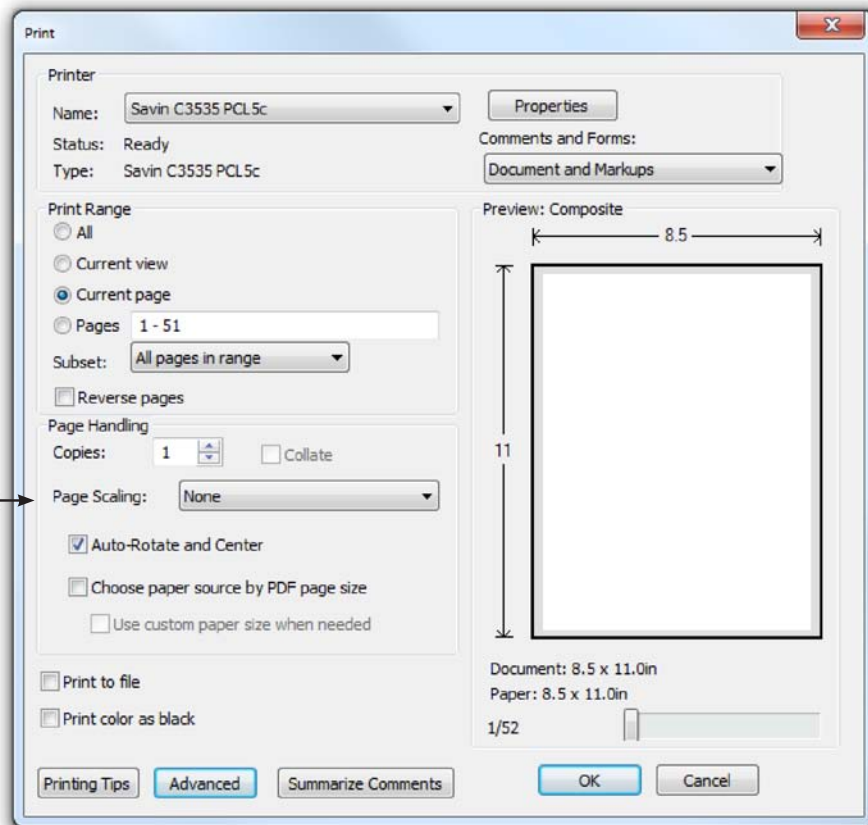 Print
Printer
Name: Savin C3535 PCL5c
Properties
Status: Ready
Comments and Forms:
Type: Savin C3535 PCL5c
Document and Markups
Print Range
All
Current view
Current page
Pages 1 - 51
Subset: All pages in range
Reverse pages
Page Handling
Copies: 1 Collate
Page Scaling: None
Auto-Rotate and Center
Choose paper source by PDF page size
Use custom paper size when needed
Print to file
Print color as black
Preview: Composite
8.5
11
Document: 8.5 x 11.0in
Paper: 8.5 x 11.0in
1/52
Printing Tips Advanced Summarize Comments OK Cancel